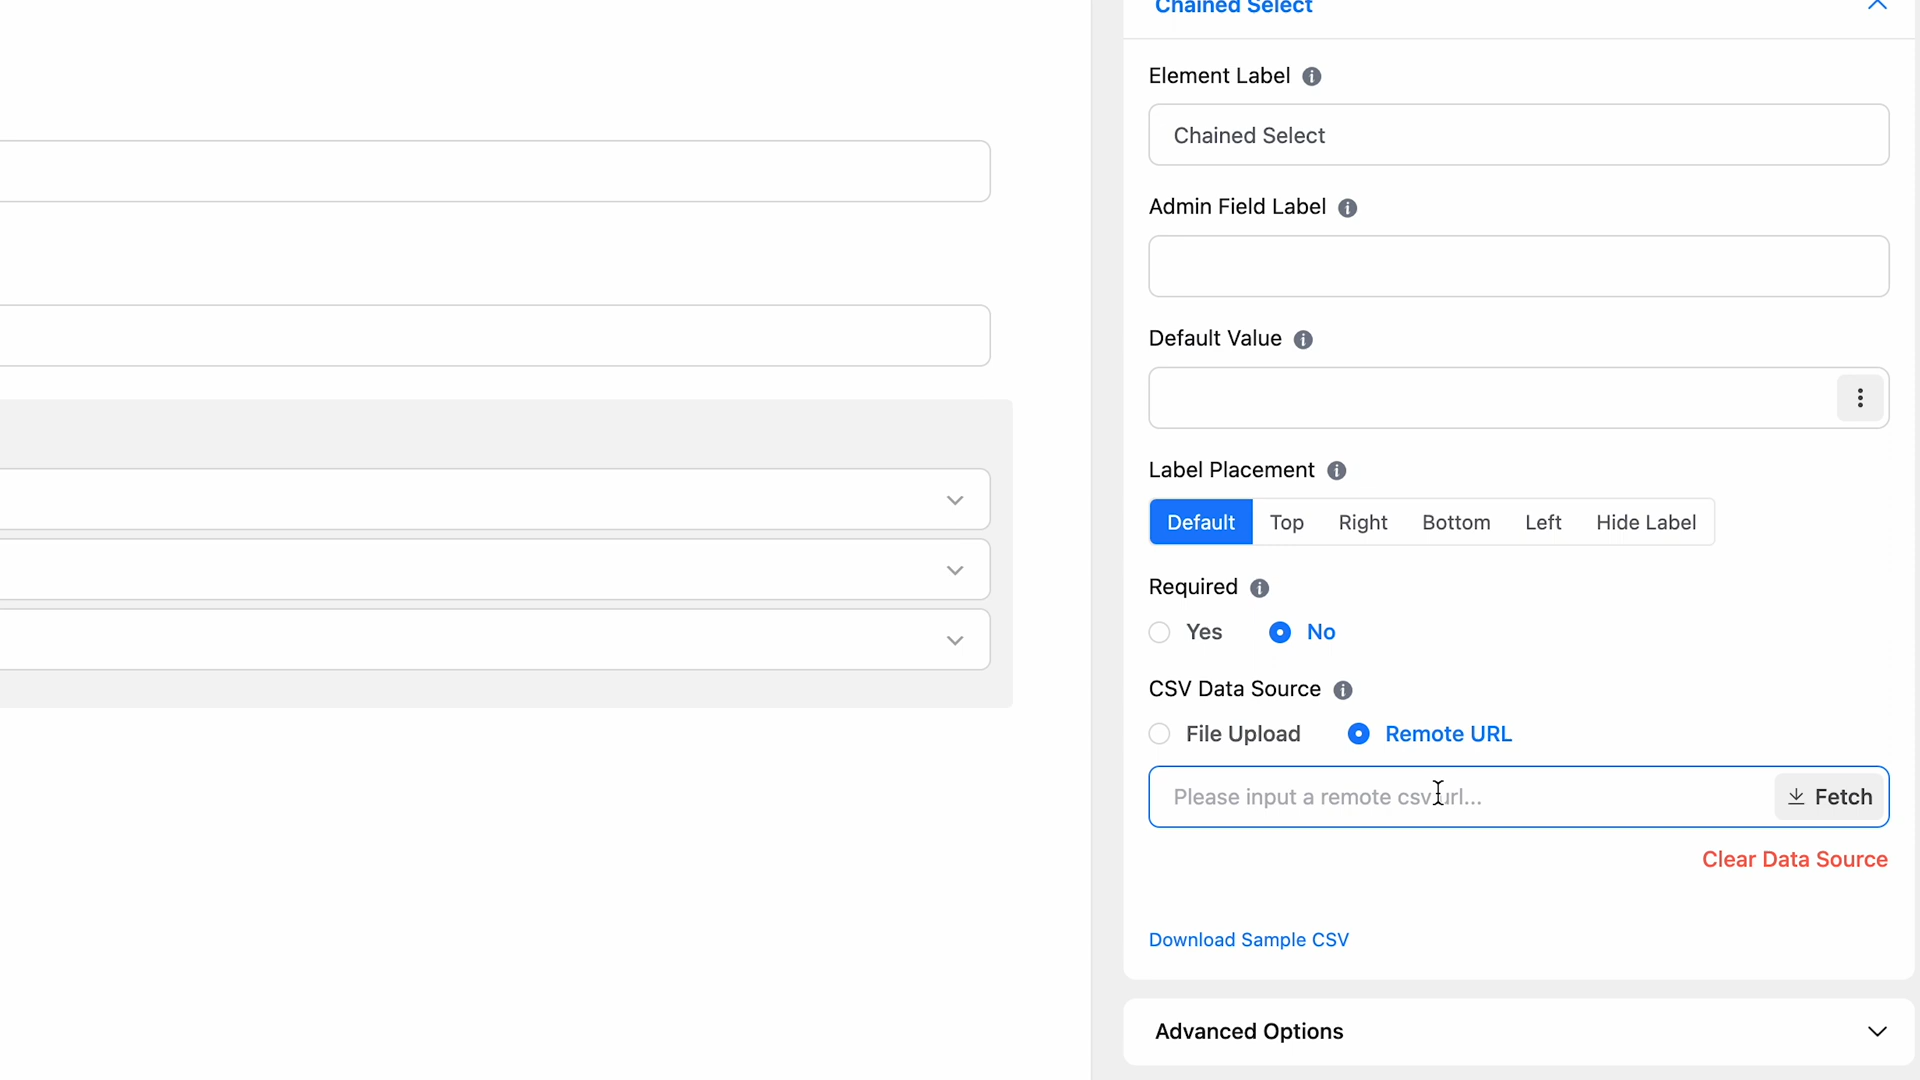 Chained Select
Element Label
Chained Select
Admin Field Label
Default Value
Label Placement
Default Top Right Bottom Left Hide Label
Required
Yes No
CSV Data Source
File Upload Remote URL
Please input a remote csv url...
Fetch
Clear Data Source
Download Sample CSV
Advanced Options